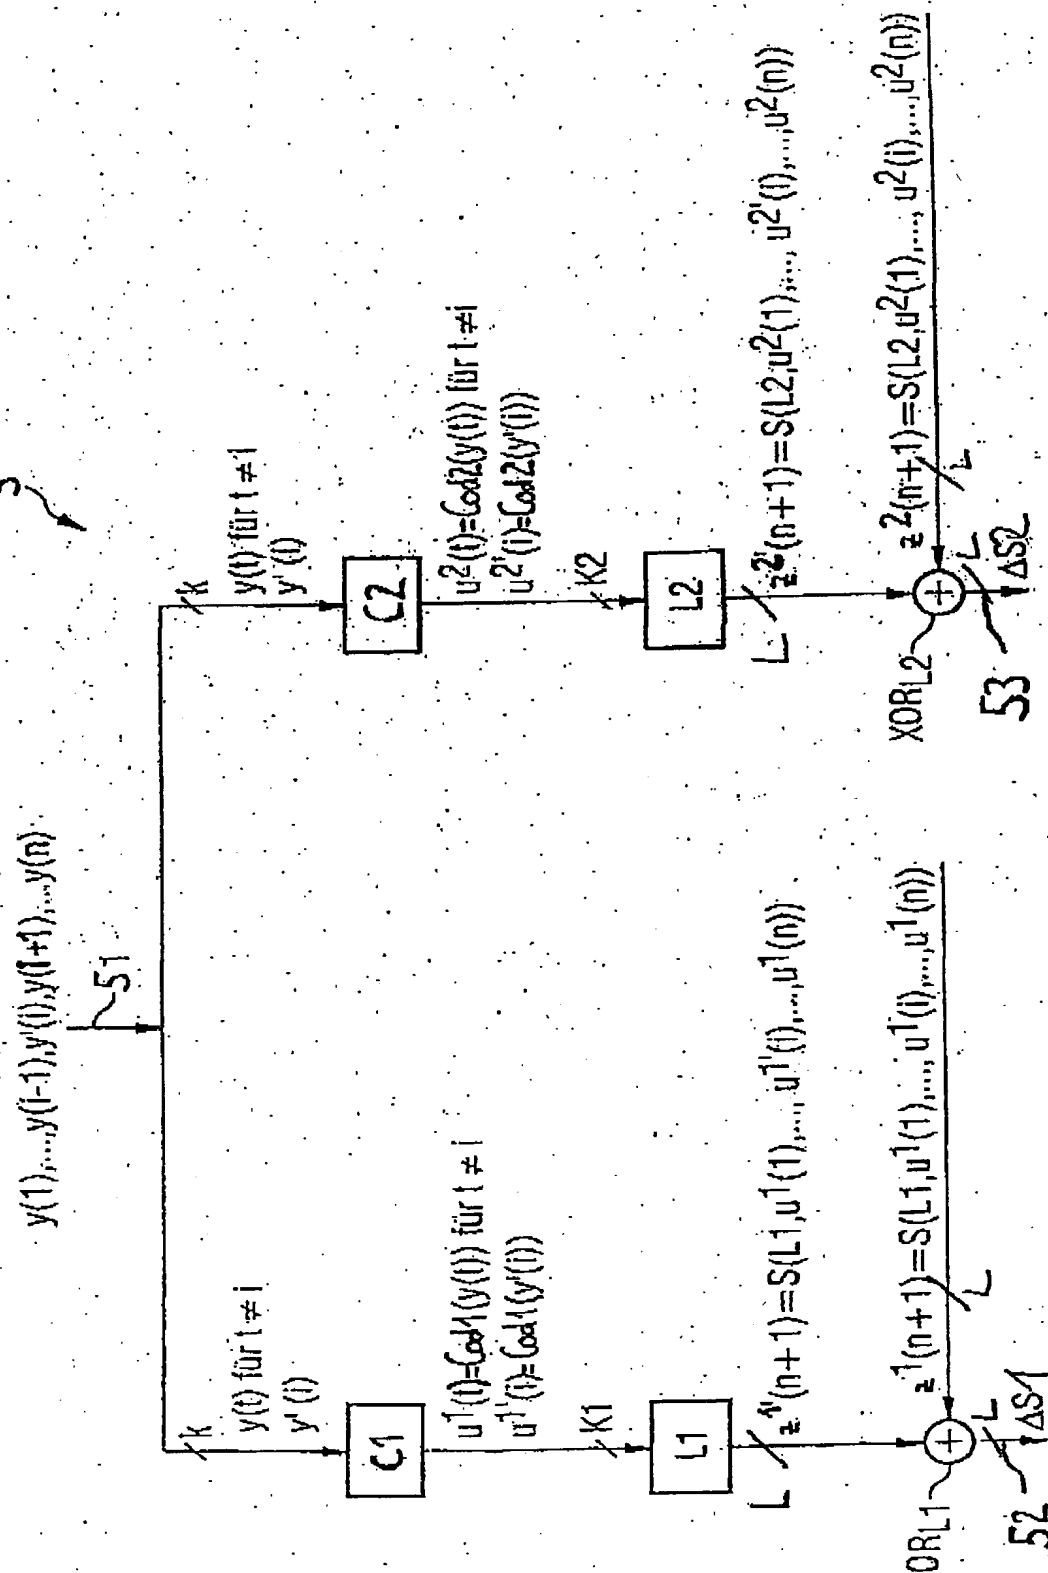 y(1),...,y(i-1),y'(i),y(i+1),...y(n)
51
k
y(t) für t ≠ i
y'(i)
C1
u¹(t)=Cod1(y(t)) für t ≠ i
u¹'(i)=Cod1(y'(i))
K1
L1
L
z¹'(n+1)=S(L1,u¹(1),..., u¹'(i),...,u¹(n))
z¹(n+1)=S(L1,u¹(1),..., u¹(i),...,u¹(n))
L
ORL1
L
52
ΔS1
k
y(t) für t ≠ i
y'(i)
C2
u²(t)=Cod2(y(t)) für t ≠ i
u²'(i)=Cod2(y'(i))
K2
L2
L
z²'(n+1)=S(L2,u²(1),..., u²'(i),...,u²(n))
z²(n+1)=S(L2,u²(1),..., u²(i),...,u²(n))
L
XORL2
L
53
ΔS2